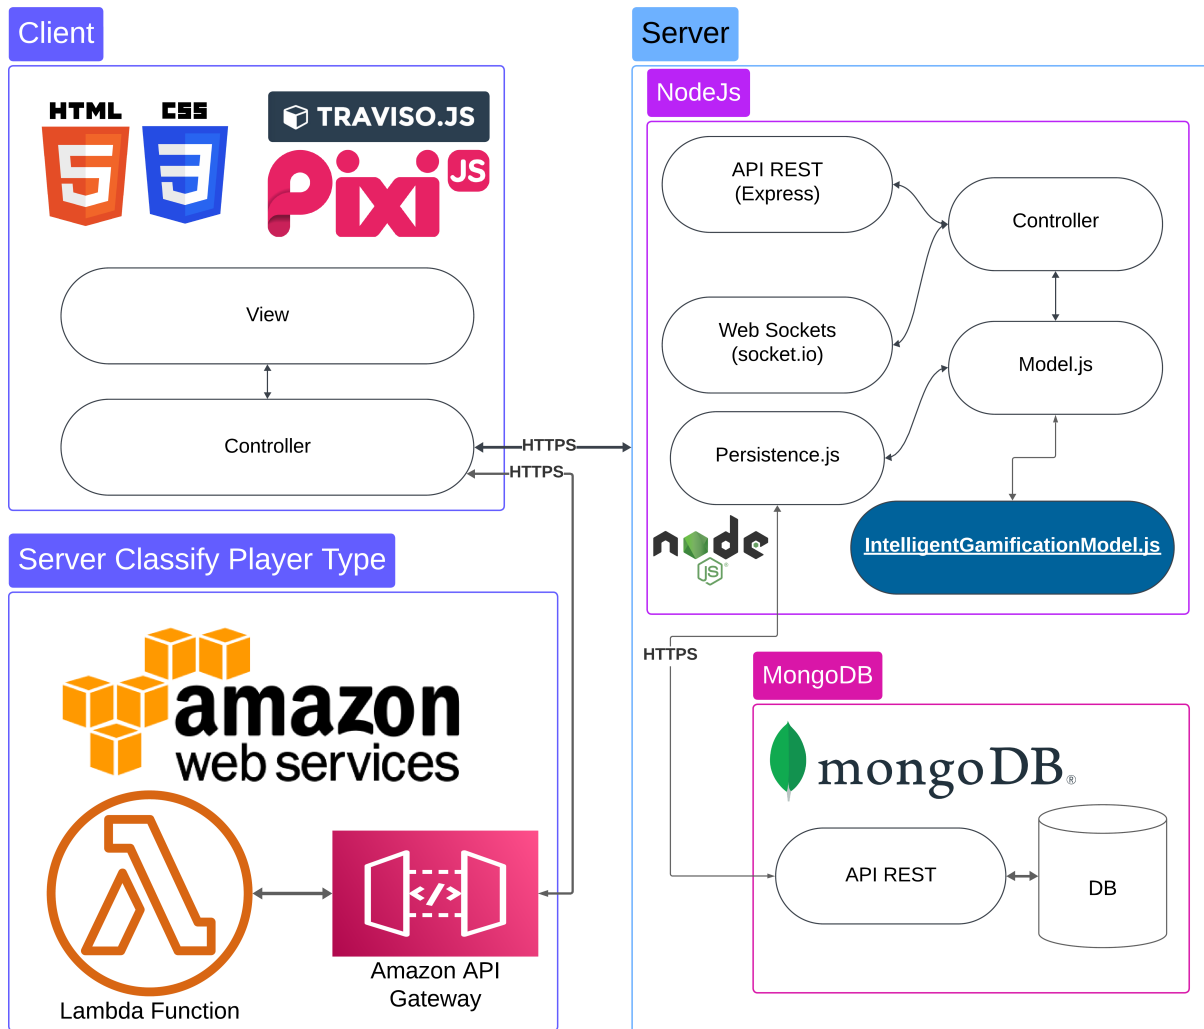 Client
HTML
CSS
5
3
TRAVISO.JS
Pixi JS
View
Controller
HTTPS
HTTPS
Server Classify Player Type
amazon
web services
</>
Lambda Function
Amazon API
Gateway
Server
NodeJs
API REST
(Express)
Controller
Web Sockets
(socket.io)
Model.js
Persistence.js
IntelligentGamificationModel.js
node
JS
®
HTTPS
MongoDB
mongoDB®
API REST
DB